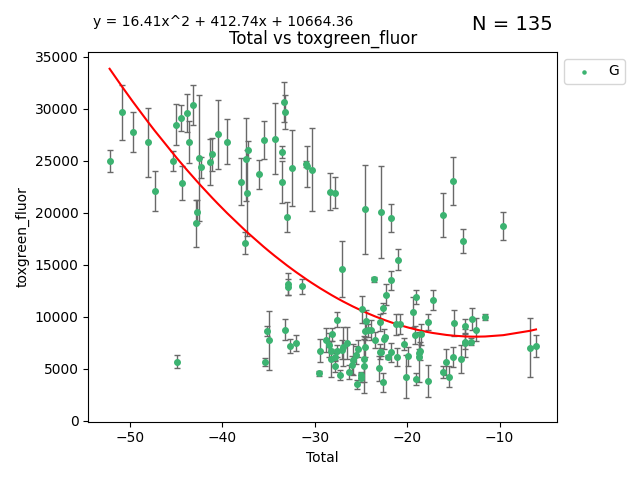 y = 16.41x^2 + 412.74x + 10664.36
N = 135
Total vs toxgreen_fluor
G
35000
30000
25000
20000
15000
10000
5000
0
toxgreen_fluor
−50 −40 −30 −20 −10
Total